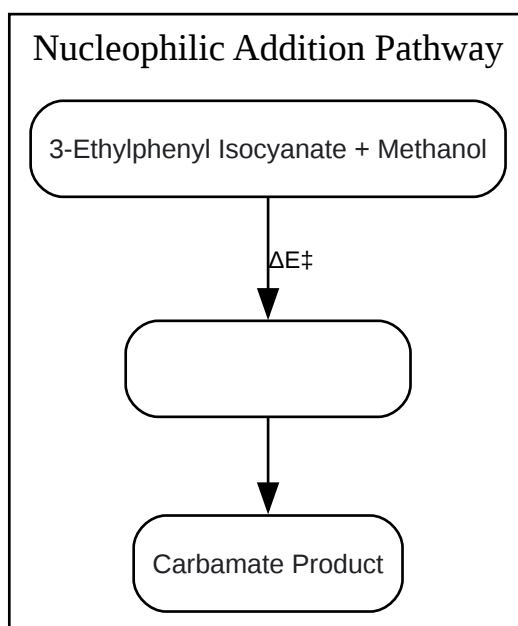 Nucleophilic Addition Pathway
3-Ethylphenyl Isocyanate + Methanol
ΔE‡
Carbamate Product